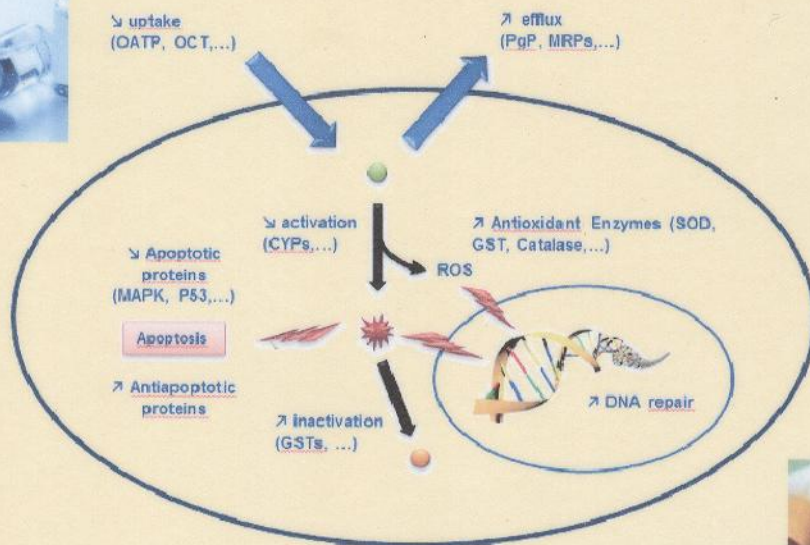 ↘ uptake
(OATP, OCT,...)
↗ efflux
(PgP, MRPs,...)
↘ activation
(CYPs,...)
↗ Antioxidant Enzymes (SOD,
GST, Catalase,...)
ROS
↘ Apoptotic
proteins
(MAPK, P53,...)
Apoptosis
↗ Antiapoptotic
proteins
↗ inactivation
(GSTs, ...)
↗ DNA repair